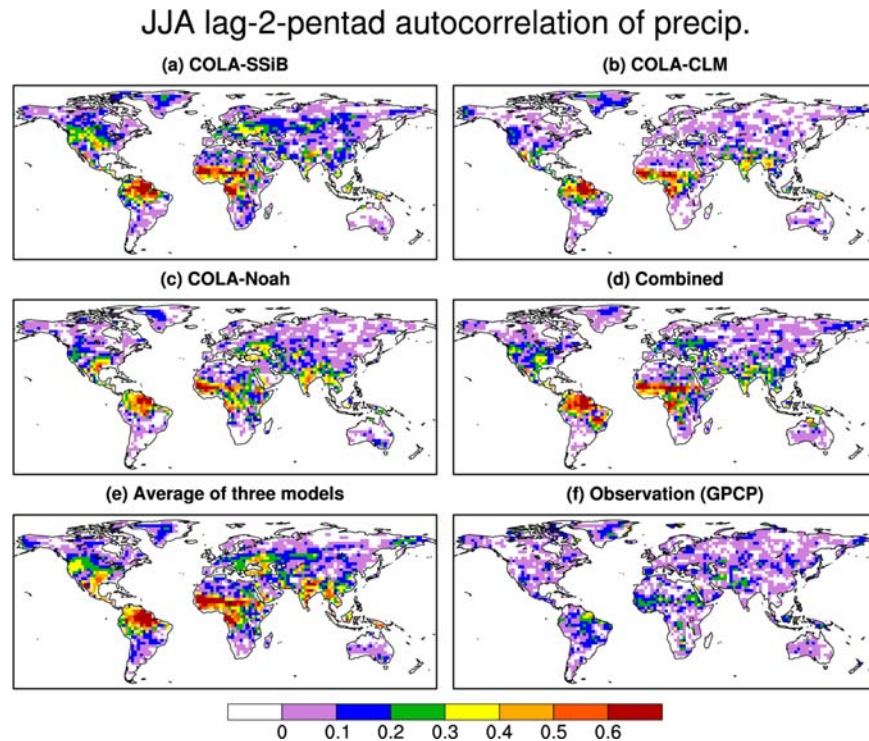 JJA lag-2-pentad autocorrelation of precip.
(a) COLA-SSiB
(b) COLA-CLM
(c) COLA-Noah
(d) Combined
(e) Average of three models
(f) Observation (GPCP)
0 0.1 0.2 0.3 0.4 0.5 0.6